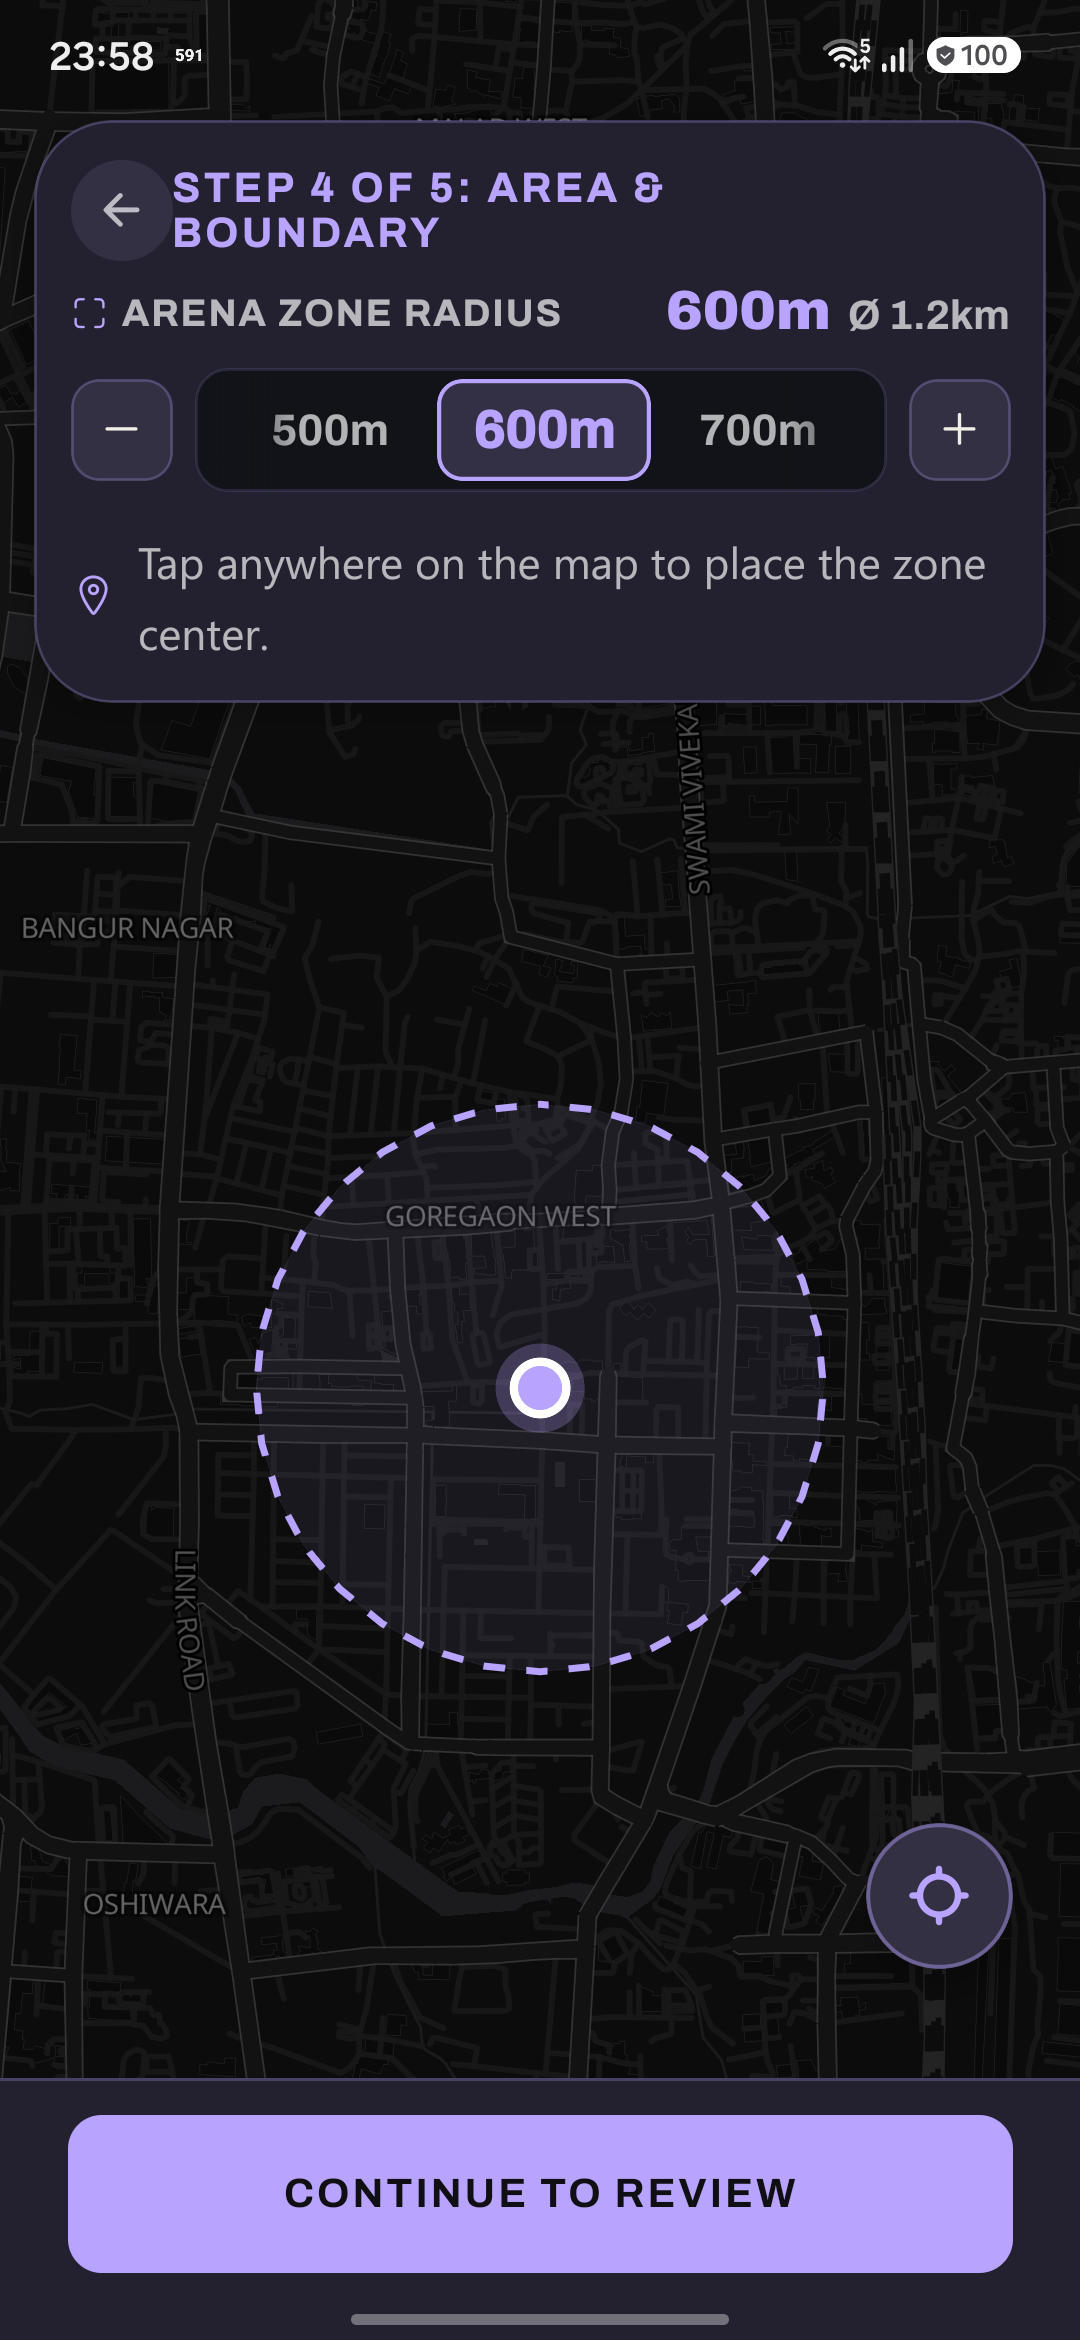 23:58 591 5 100
STEP 4 OF 5: AREA &
BOUNDARY
ARENA ZONE RADIUS 600m Ø 1.2km
500m 600m 700m
Tap anywhere on the map to place the zone
center.
SWAMI VIVEKA
BANGUR NAGAR
GOREGAON WEST
LINK ROAD
OSHIWARA
CONTINUE TO REVIEW